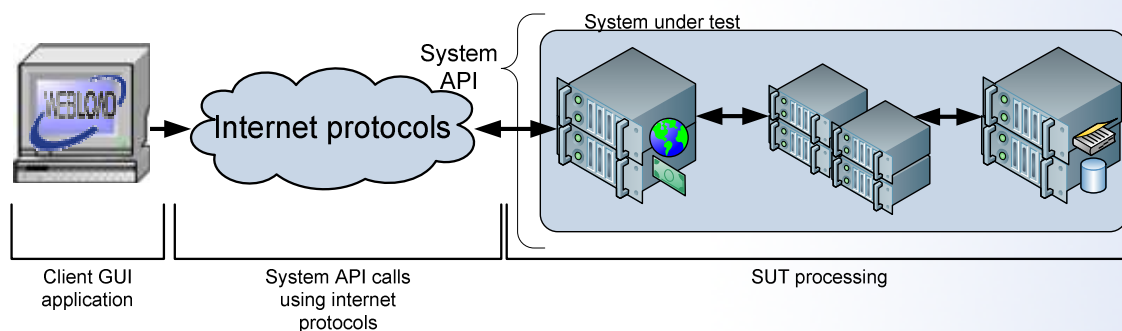 System under test
System
API
WEBLOAD
Internet protocols
Client GUI
application
System API calls
using internet
protocols
SUT processing